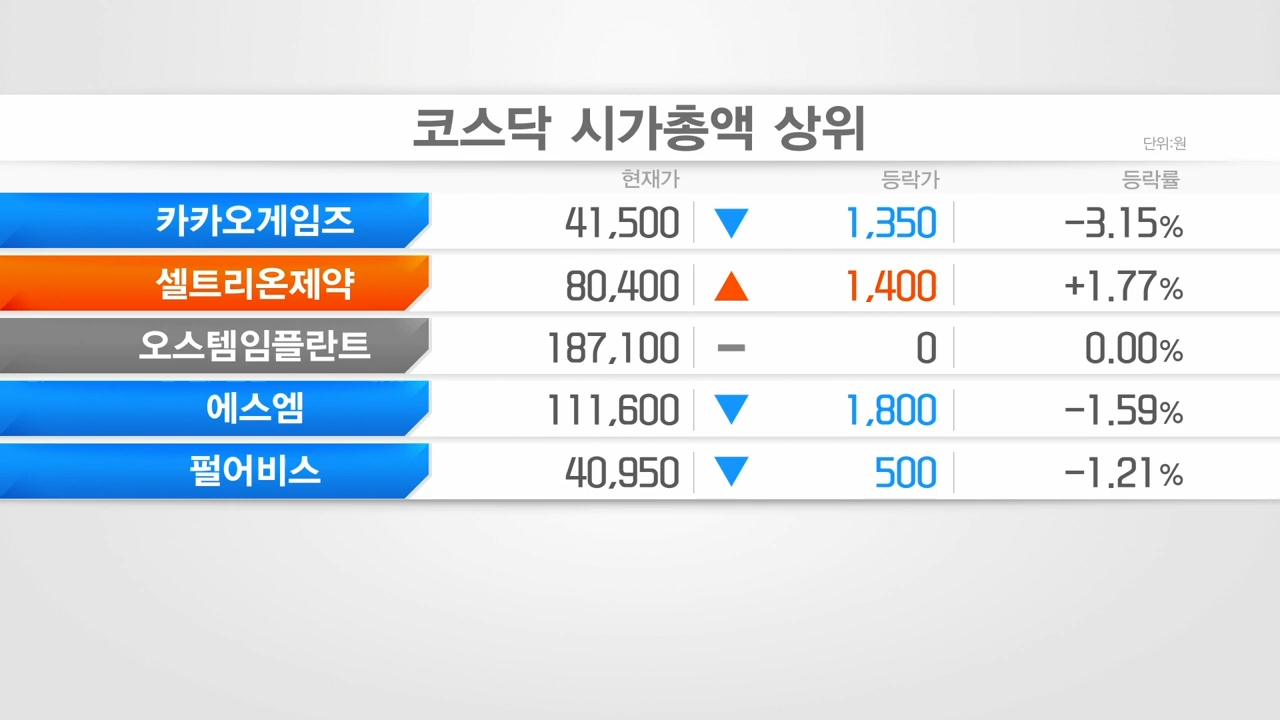 코스닥 시가총액 상위
단위:원
현재가 등락가 등락률
카카오게임즈 41,500 ▼ 1,350 -3.15%
셀트리온제약 80,400 ▲ 1,400 +1.77%
오스템임플란트 187,100 - 0 0.00%
에스엠 111,600 ▼ 1,800 -1.59%
펄어비스 40,950 ▼ 500 -1.21%